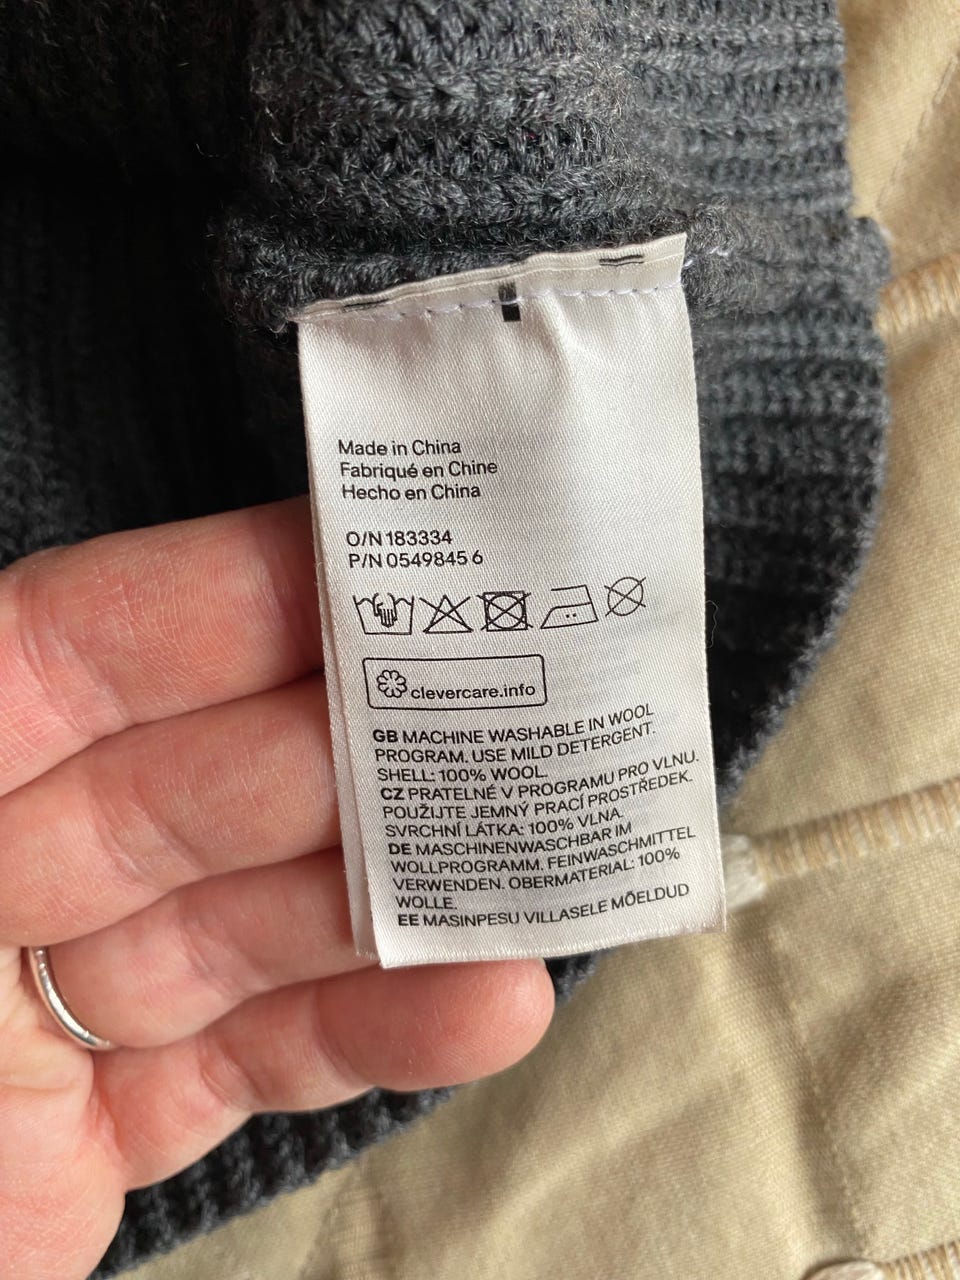 Made in China
Fabriqué en Chine
Hecho en China
O/N 183334
P/N 0549845 6
clevercare.info
GB MACHINE WASHABLE IN WOOL
PROGRAM. USE MILD DETERGENT.
SHELL: 100% WOOL.
CZ PRATELNÉ V PROGRAMU PRO VLNU.
POUŽIJTE JEMNÝ PRACÍ PROSTŘEDEK.
SVRCHNÍ LÁTKA: 100% VLNA.
DE MASCHINENWASCHBAR IM
WOLLPROGRAMM. FEINWASCHMITTEL
VERWENDEN. OBERMATERIAL: 100%
WOLLE.
EE MASINPESU VILLASELE MÕELDUD